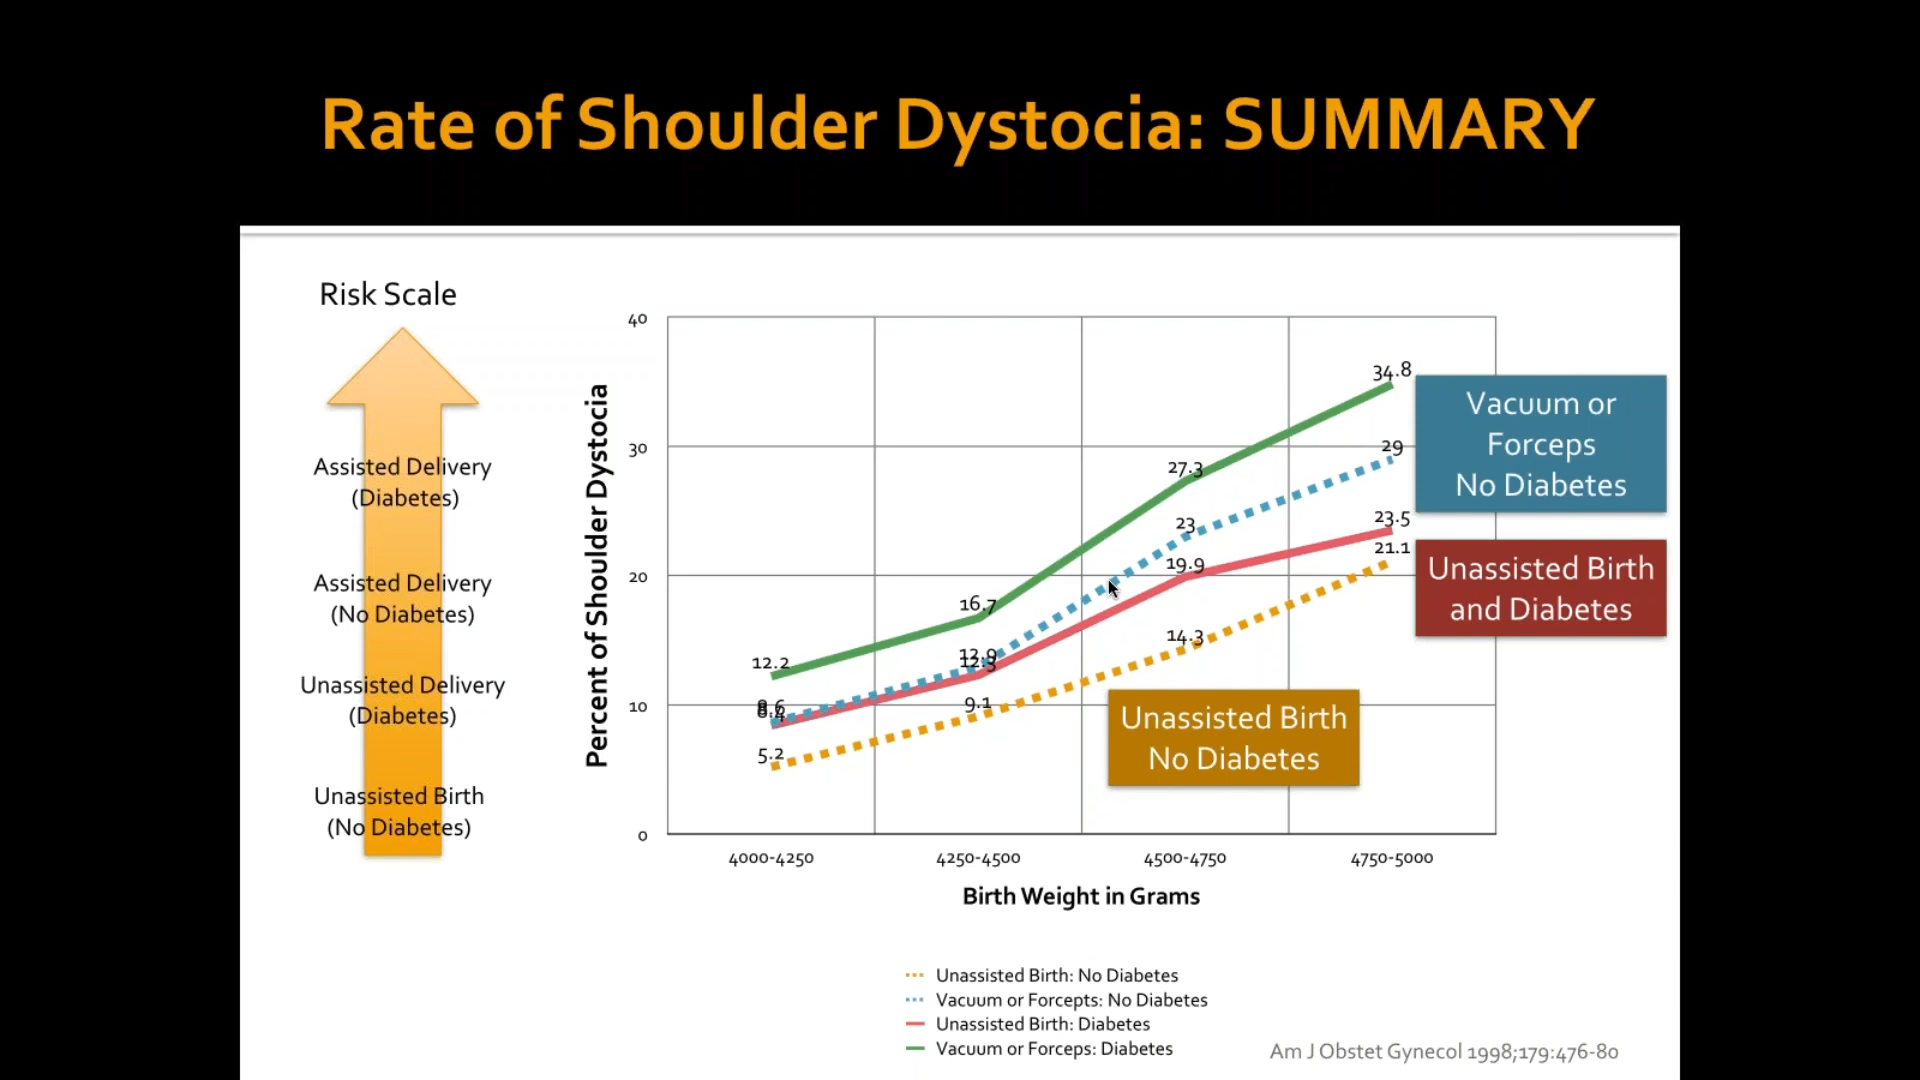 Rate of Shoulder Dystocia: SUMMARY
Risk Scale
Assisted Delivery
(Diabetes)
Assisted Delivery
(No Diabetes)
Unassisted Delivery
(Diabetes)
Unassisted Birth
(No Diabetes)
Percent of Shoulder Dystocia
40
30
20
10
0
12.2
16.7
27.3
34.8
23
29
8.4
12.3
19.9
23.5
5.2
9.1
14.3
21.1
Vacuum or
Forceps
No Diabetes
Unassisted Birth
and Diabetes
Unassisted Birth
No Diabetes
4000-4250
4250-4500
4500-4750
4750-5000
Birth Weight in Grams
Unassisted Birth: No Diabetes
Vacuum or Forcepts: No Diabetes
Unassisted Birth: Diabetes
Vacuum or Forceps: Diabetes
Am J Obstet Gynecol 1998;179:476-80